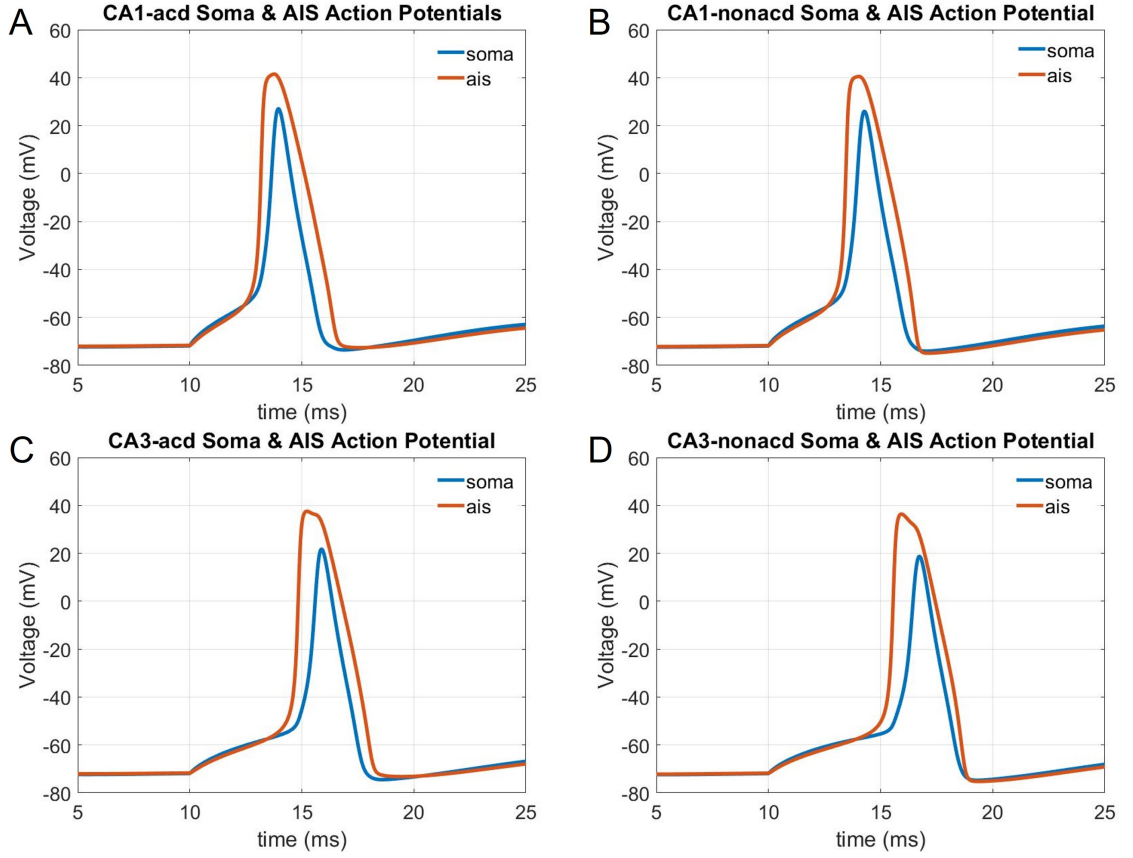 A
CA1-acd Soma & AIS Action Potentials
60
40
20
0
-20
-40
-60
-80
Voltage (mV)
soma
ais
5
10
15
20
25
time (ms)
B
CA1-nonacd Soma & AIS Action Potential
60
40
20
0
-20
-40
-60
-80
Voltage (mV)
soma
ais
5
10
15
20
25
time (ms)
C
CA3-acd Soma & AIS Action Potential
60
40
20
0
-20
-40
-60
-80
Voltage (mV)
soma
ais
5
10
15
20
25
time (ms)
D
CA3-nonacd Soma & AIS Action Potential
60
40
20
0
-20
-40
-60
-80
Voltage (mV)
soma
ais
5
10
15
20
25
time (ms)